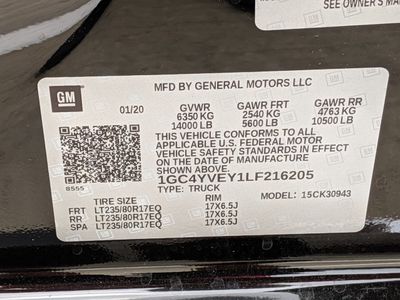 SEE OWNER'S MAN
GM
MFD BY GENERAL MOTORS LLC
01/20 GVWR GAWR FRT GAWR RR
6350 KG 2540 KG 4763 KG
14000 LB 5600 LB 10500 LB
THIS VEHICLE CONFORMS TO ALL
APPLICABLE U.S. FEDERAL MOTOR
VEHICLE SAFETY STANDARDS IN
EFFECT ON THE DATE OF MANUFACTURE
SHOWN ABOVE.
1GC4YVEY1LF216205
8555 TYPE: TRUCK MODEL: 15CK30943
TIRE SIZE RIM
FRT LT235/80R17EQ 17X6.5J
RR LT235/80R17EQ 17X6.5J
SPA LT235/80R17EQ 17X6.5J